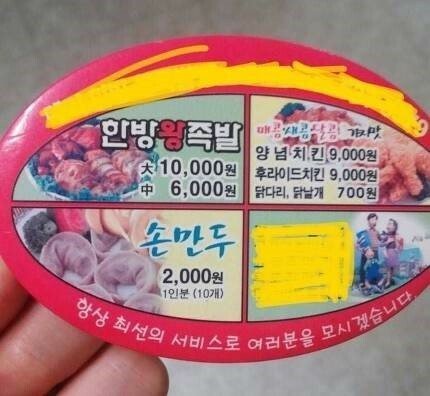 한방왕족발
大 10,000원
中 6,000원
매콤새콤달콤
양념치킨 9,000원
후라이드치킨 9,000원
닭다리, 닭날개 700원
손만두
2,000원
1인분 (10개)
항상 최선의 서비스로 여러분을 모시겠습니다.